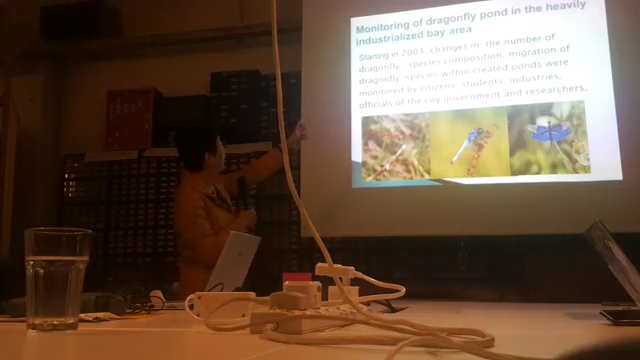 Monitoring of dragonfly pond in the heavily
industrialized bay area
Starting in 2003, changes in the number of
dragonfly species composition, migration of
dragonfly species within created ponds were
monitored by citizens, students, industries,
officials of the city government and researchers.